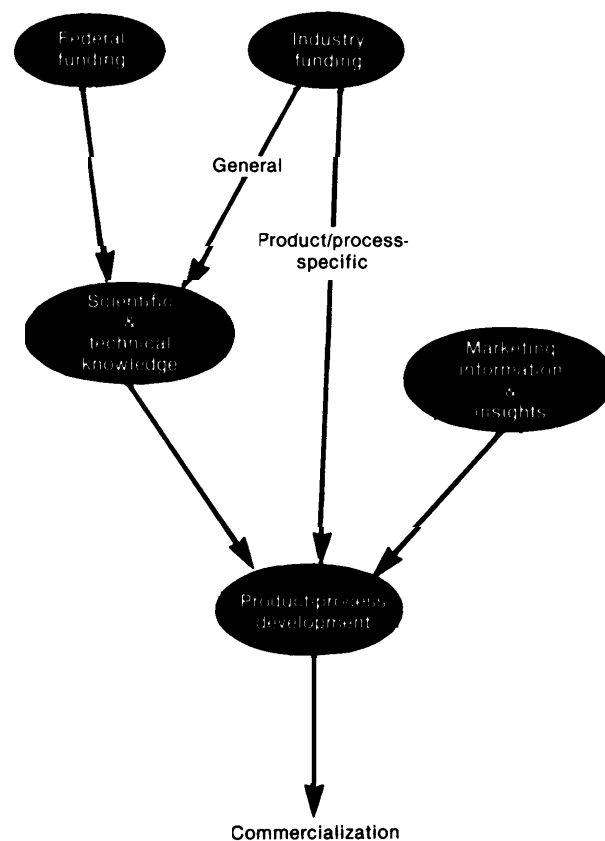 Federal
funding
Industry
funding
General
Product/process-
specific
Scientific
&
technical
knowledge
Marketing
information
&
insights
Product/process
development
Commercialization